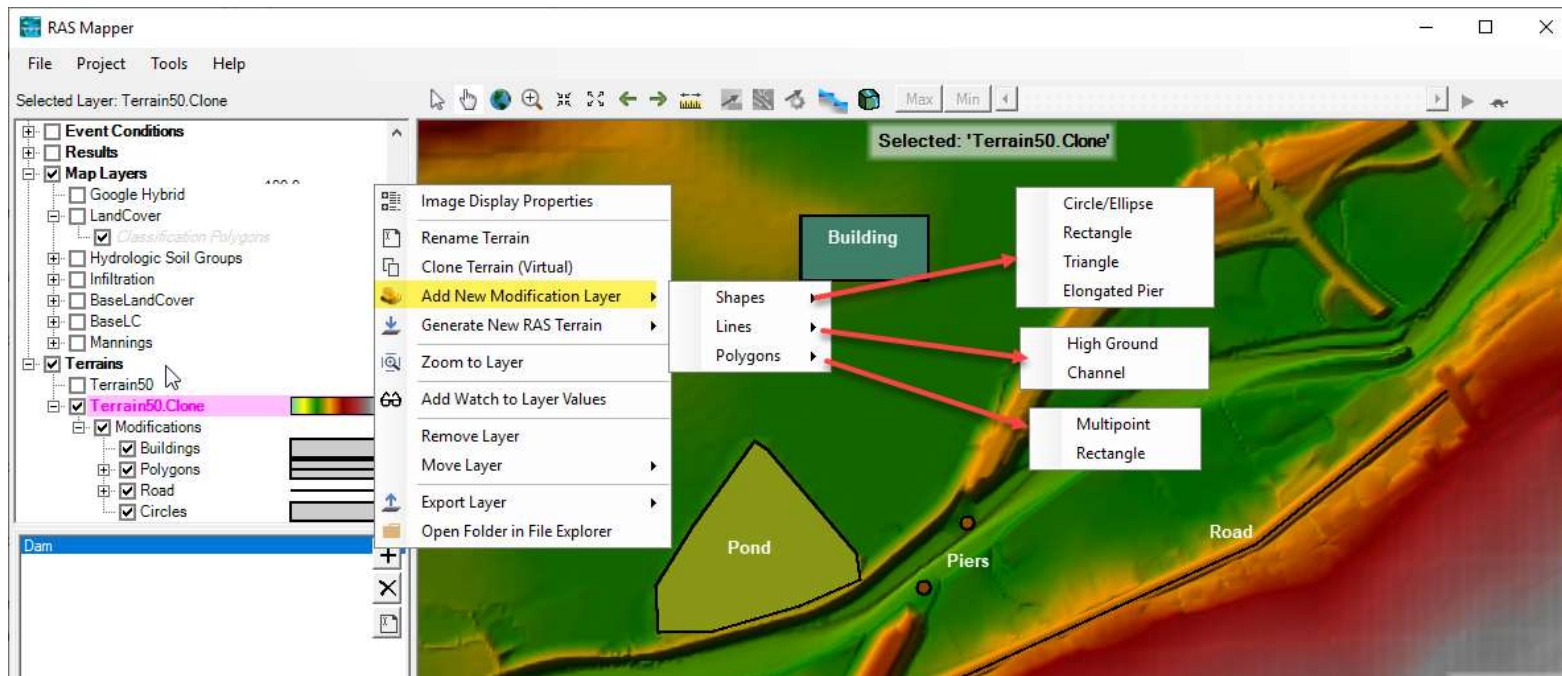 RAS Mapper
File Project Tools Help
Selected Layer: Terrain50.Clone
Max Min
Event Conditions
Results
Map Layers
Google Hybrid
LandCover
Classification Polygons
Hydrologic Soil Groups
Infiltration
BaseLandCover
BaseLC
Mannings
Terrains
Terrain50
Terrain50.Clone
Modifications
Buildings
Polygons
Road
Circles
Dam
Image Display Properties
Rename Terrain
Clone Terrain (Virtual)
Add New Modification Layer
Generate New RAS Terrain
Zoom to Layer
Add Watch to Layer Values
Remove Layer
Move Layer
Export Layer
Open Folder in File Explorer
Shapes
Lines
Polygons
Circle/Ellipse
Rectangle
Triangle
Elongated Pier
High Ground
Channel
Multipoint
Rectangle
Selected: 'Terrain50.Clone'
Building
Pond
Piers
Road